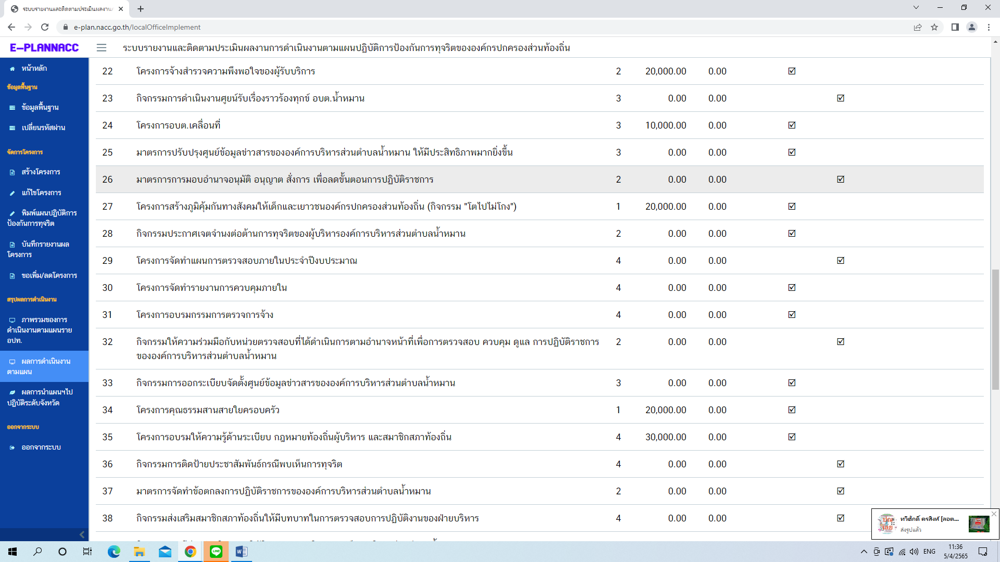 ระบบรายงานและติดตามประเมินผลงาน
e-plan.nacc.go.th/localOfficeImplement
E-PLANNACC
ระบบรายงานและติดตามประเมินผลงานการดำเนินงานตามแผนปฏิบัติการป้องกันการทุจริตขององค์กรปกครองส่วนท้องถิ่น
หน้าหลัก
ข้อมูลพื้นฐาน
ข้อมูลพื้นฐาน
เปลี่ยนรหัสผ่าน
จัดการโครงการ
สร้างโครงการ
แก้ไขโครงการ
พิมพ์แผนปฏิบัติการ
ป้องกันการทุจริต
บันทึกรายงานผล
โครงการ
ขอเพิ่ม/ลดโครงการ
สรุปผลการดำเนินงาน
ภาพรวมของการ
ดำเนินงานตามแผนราย
อปท.
ผลการดำเนินงาน
ตามแผน
ผลการนำแผนฯไป
ปฏิบัติระดับจังหวัด
ออกจากระบบ
ออกจากระบบ
22 โครงการจ้างสำรวจความพึงพอใจของผู้รับบริการ 2 20,000.00 0.00 ☑
23 กิจกรรมการดำเนินงานศูยน์รับเรื่องราวร้องทุกข์ อบต.น้ำหมาน 3 0.00 0.00 ☑
24 โครงการอบต.เคลื่อนที่ 3 10,000.00 0.00 ☑
25 มาตรการปรับปรุงศูนย์ข้อมูลข่าวสารขององค์การบริหารส่วนตำบลน้ำหมาน ให้มีประสิทธิภาพมากยิ่งขึ้น 3 0.00 0.00 ☑
26 มาตรการการมอบอำนาจอนุมัติ อนุญาต สั่งการ เพื่อลดขั้นตอนการปฏิบัติราชการ 2 0.00 0.00 ☑
27 โครงการสร้างภูมิคุ้มกันทางสังคมให้เด็กและเยาวชนองค์กรปกครองส่วนท้องถิ่น (กิจกรรม "โตไปไม่โกง") 1 20,000.00 0.00 ☑
28 กิจกรรมประกาศเจตจำนงต่อต้านการทุจริตของผู้บริหารองค์การบริหารส่วนตำบลน้ำหมาน 2 0.00 0.00 ☑
29 โครงการจัดทำแผนการตรวจสอบภายในประจำปีงบประมาณ 4 0.00 0.00 ☑
30 โครงการจัดทำรายงานการควบคุมภายใน 4 0.00 0.00 ☑
31 โครงการอบรมกรรมการตรวจการจ้าง 4 0.00 0.00 ☑
32 กิจกรรมให้ความร่วมมือกับหน่วยตรวจสอบที่ได้ดำเนินการตามอำนาจหน้าที่เพื่อการตรวจสอบ ควบคุม ดูแล การปฏิบัติราชการ 2 0.00 0.00 ☑
ขององค์การบริหารส่วนตำบลน้ำหมาน
33 กิจกรรมการออกระเบียบจัดตั้งศูนย์ข้อมูลข่าวสารขององค์การบริหารส่วนตำบลน้ำหมาน 3 0.00 0.00 ☑
34 โครงการคุณธรรมสานสายใยครอบครัว 1 20,000.00 0.00 ☑
35 โครงการอบรมให้ความรู้ด้านระเบียบ กฎหมายท้องถิ่นผู้บริหาร และสมาชิกสภาท้องถิ่น 4 30,000.00 0.00 ☑
36 กิจกรรมการติดป้ายประชาสัมพันธ์กรณีพบเห็นการทุจริต 4 0.00 0.00 ☑
37 มาตรการจัดทำข้อตกลงการปฏิบัติราชการขององค์การบริหารส่วนตำบลน้ำหมาน 2 0.00 0.00 ☑
38 กิจกรรมส่งเสริมสมาชิกสภาท้องถิ่นให้มีบทบาทในการตรวจสอบการปฏิบัติงานของฝ่ายบริหาร 4 0.00 0.00 ☑
ทวีศักดิ์ ดรสิงห์ [ลอต...
ส่งรูปแล้ว
ENG
11:36
5/4/2565